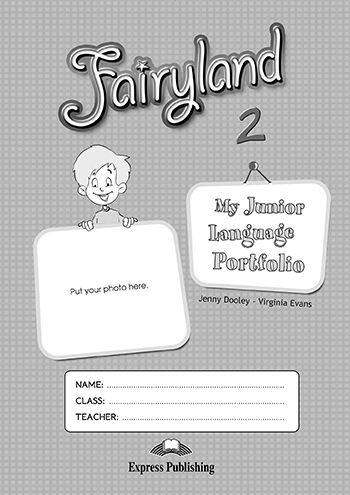 Fairyland
2
My Junior
Language
Portfolio
Put your photo here.
Jenny Dooley - Virginia Evans
NAME: ................................................
CLASS: ................................................
TEACHER: ............................................
Express Publishing